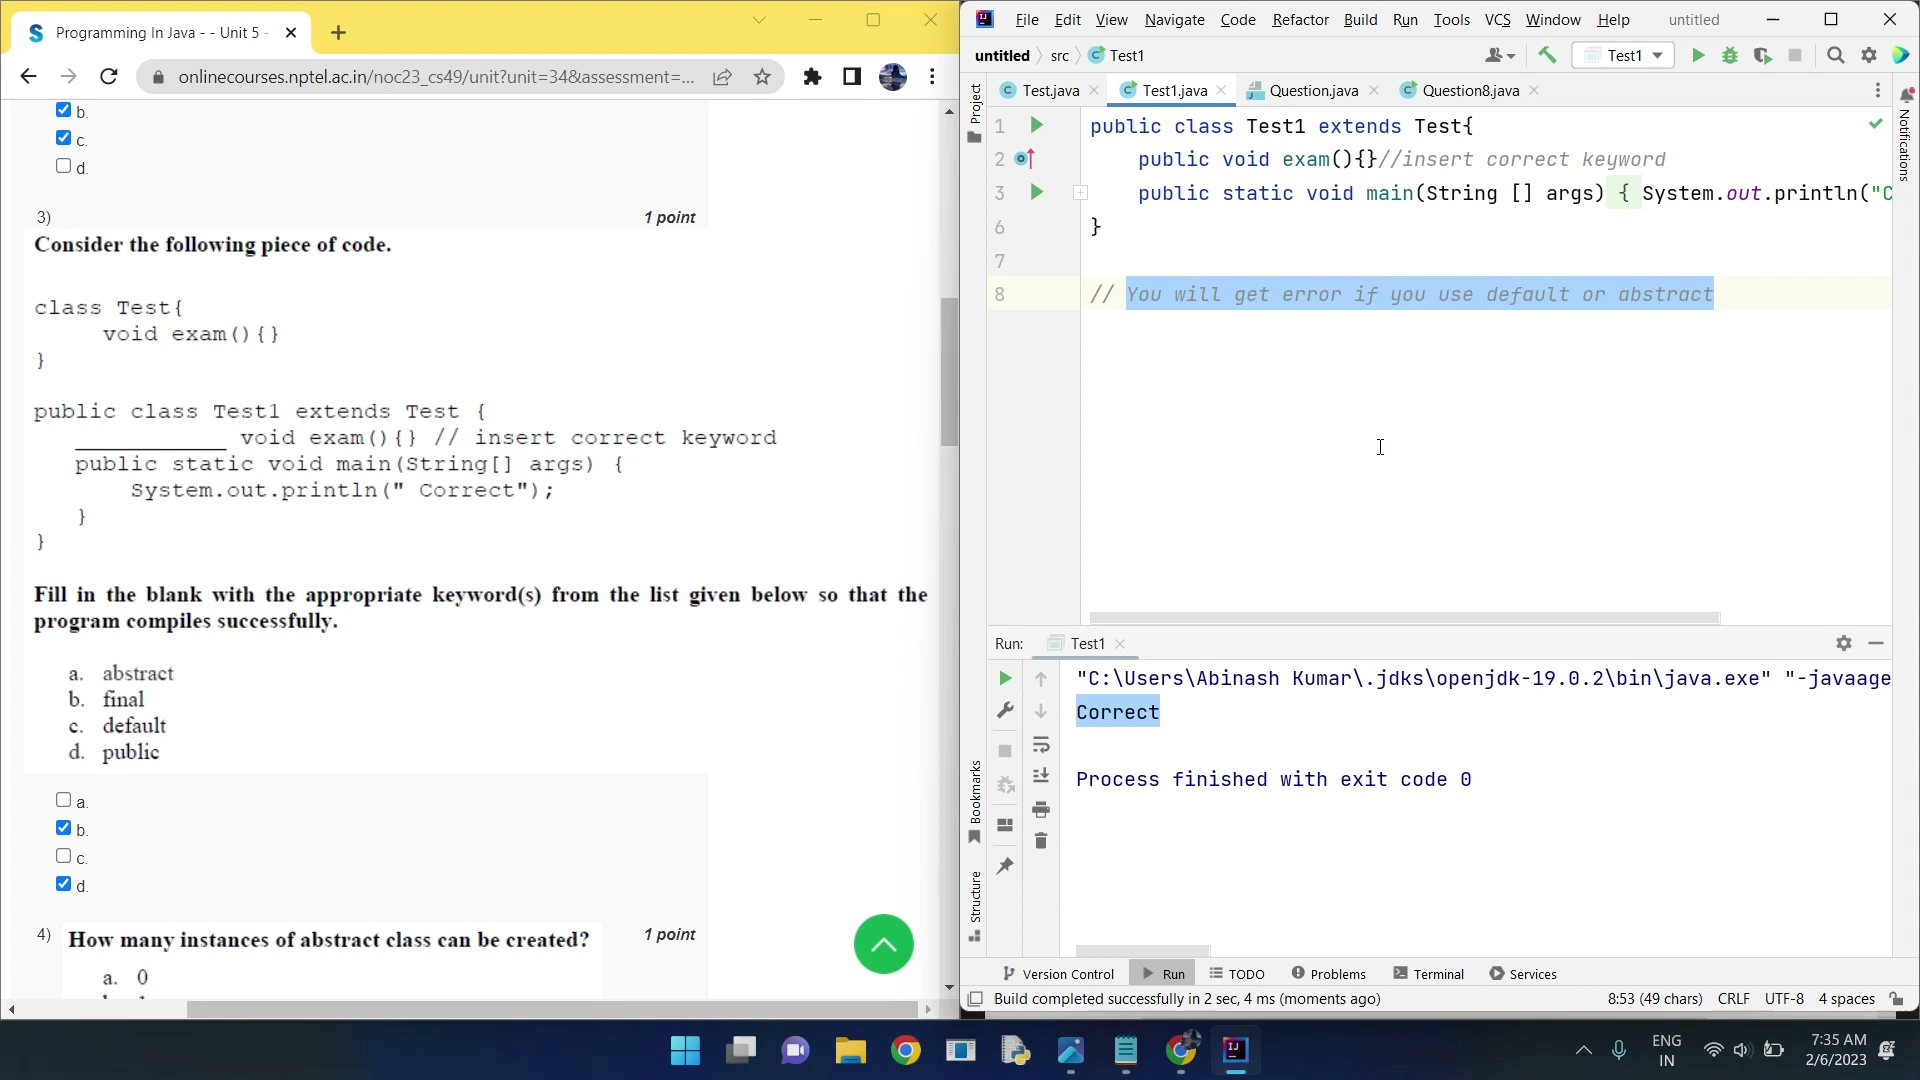 Programming In Java - - Unit 5 -
onlinecourses.nptel.ac.in/noc23_cs49/unit?unit=34&assessment=...
b.
c.
d.
3)
1 point
Consider the following piece of code.
class Test{
void exam(){}
}
public class Test1 extends Test {
____________ void exam(){} // insert correct keyword
public static void main(String[] args) {
System.out.println(" Correct");
}
}
Fill in the blank with the appropriate keyword(s) from the list given below so that the
program compiles successfully.
a. abstract
b. final
c. default
d. public
a.
b.
c.
d.
4)
How many instances of abstract class can be created?
1 point
a. 0
File Edit View Navigate Code Refactor Build Run Tools VCS Window Help untitled
untitled src Test1
Test1
Project
Test.java Test1.java Question.java Question8.java
Notifications
1 public class Test1 extends Test{
2 public void exam(){}//insert correct keyword
3 public static void main(String [] args) { System.out.println("C
6 }
7
8 // You will get error if you use default or abstract
Run: Test1
"C:\Users\Abinash Kumar\.jdks\openjdk-19.0.2\bin\java.exe" "-javaage
Correct
Process finished with exit code 0
Bookmarks
Structure
Version Control Run TODO Problems Terminal Services
Build completed successfully in 2 sec, 4 ms (moments ago)
8:53 (49 chars) CRLF UTF-8 4 spaces
ENG
IN
7:35 AM
2/6/2023